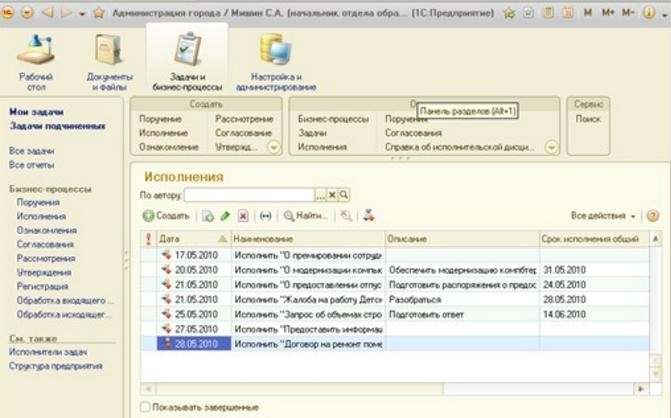 Администрация города / Мишин С.А. (начальник отдела обра... (1С:Предприятие)
M M+ M-
Рабочий стол
Документы и файлы
Задачи и бизнес-процессы
Настройка и администрирование
Мои задачи
Задачи подчиненных
Все задачи
Все отчеты
Бизнес-процессы
Поручения
Исполнения
Ознакомления
Согласования
Рассмотрения
Утверждения
Регистрация
Обработка входящего ...
Обработка исходящег...
См. также
Исполнители задач
Структура предприятия
Создать
Поручение Рассмотрение
Исполнение Согласование
Ознакомление Утвержд...
Панель разделов (Alt+1)
Бизнес-процессы
Задачи Согласования
Исполнения Справка об исполнительской дисци...
Сервис
Поиск
Исполнения
По автору:
Создать Найти... Все действия
Дата Наименование Описание Срок исполнения общий
17.05.2010 Исполнить "О премировании сотруд
20.05.2010 Исполнить "О модернизации компьк Обеспечить модернизацию компбтер 31.05.2010
21.05.2010 Исполнить "О предоставлении отпус Подготовить распоряжения о предос 24.05.2010
21.05.2010 Исполнить "Жалоба на работу Детс Разобраться 28.05.2010
25.05.2010 Исполнить "Запрос об объемах стро Подготовить ответ 14.06.2010
27.05.2010 Исполнить "Предоставить информац
28.05.2010 Исполнить "Договор на ремонт поме
Показывать завершенные